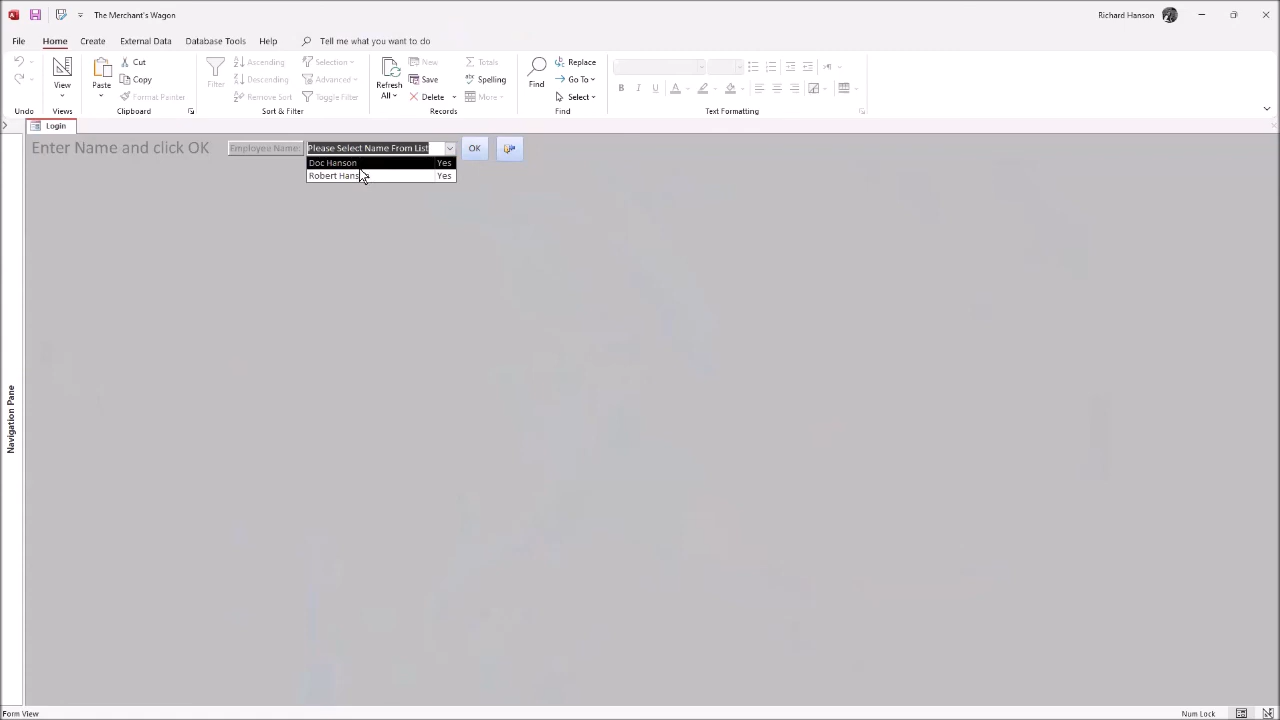 The Merchant's Wagon
Richard Hanson
File Home Create External Data Database Tools Help Tell me what you want to do
View
Views
Undo
Paste
Cut
Copy
Format Painter
Clipboard
Filter
Ascending
Descending
Remove Sort
Selection
Advanced
Toggle Filter
Sort & Filter
Refresh All
New
Save
Delete
Totals
Spelling
More
Records
Find
Replace
Go To
Select
Find
B I U
A
Text Formatting
Login
Enter Name and click OK
Employee Name:
Please Select Name From List
OK
Doc Hanson Yes
Robert Hans Yes
Navigation Pane
Form View
Num Lock